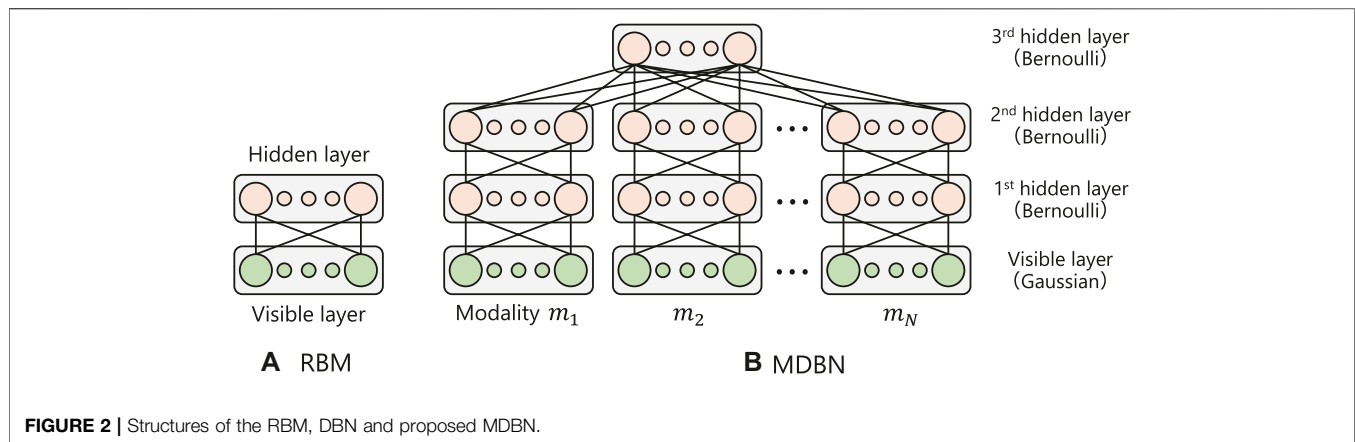 3rd hidden layer
(Bernoulli)
2nd hidden layer
(Bernoulli)
Hidden layer
1st hidden layer
(Bernoulli)
Visible layer
(Gaussian)
Visible layer
Modality m1
m2
mN
A RBM
B MDBN
FIGURE 2 | Structures of the RBM, DBN and proposed MDBN.